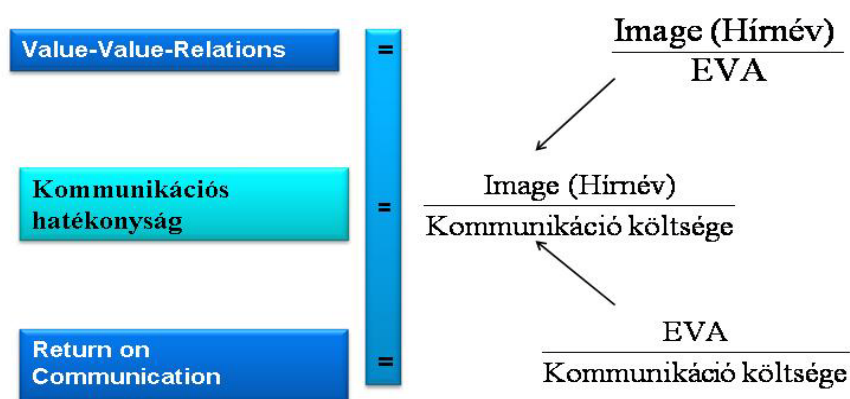 Value-Value-Relations
=
Image (Hírnév)
EVA
Kommunikációs
hatékonyság
=
Image (Hírnév)
Kommunikáció költsége
Return on
Communication
=
EVA
Kommunikáció költsége